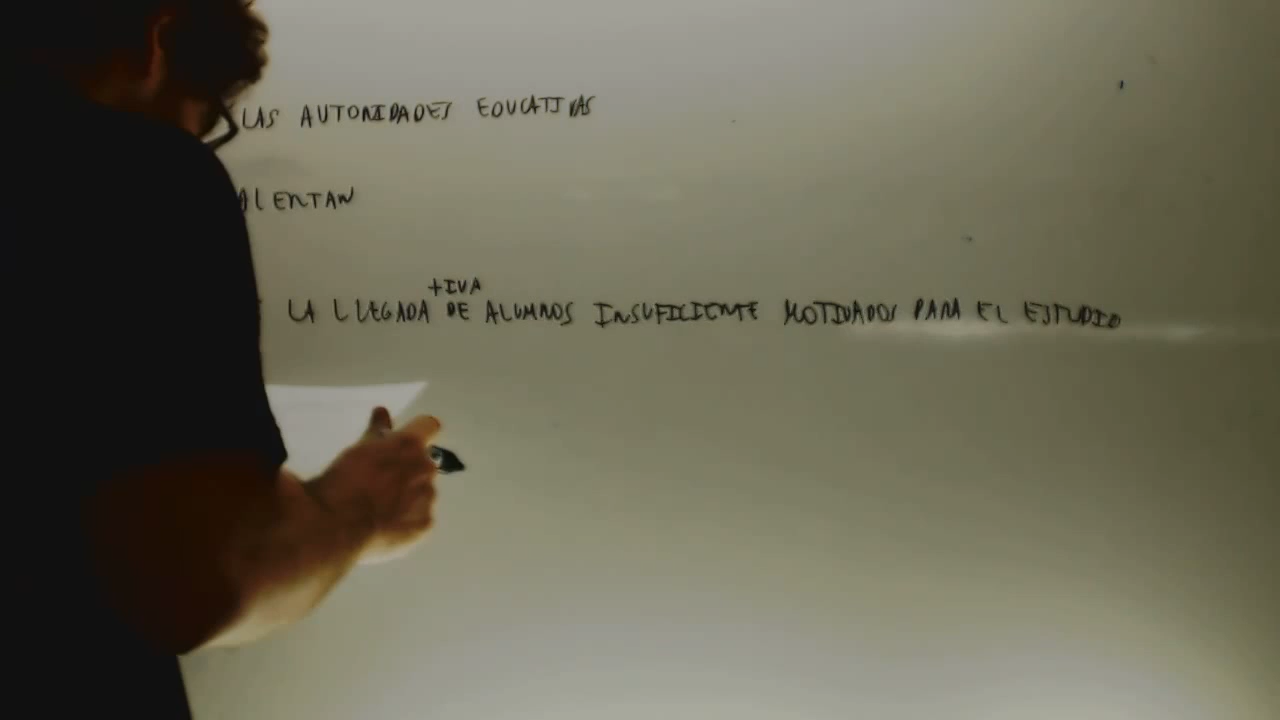 LAS AUTORIDADES EDUCATIVAS
ALENTAN
+IVA
LA LLEGADA DE ALUMNOS INSUFICIENTE MOTIVADOS PARA EL ESTUDIO